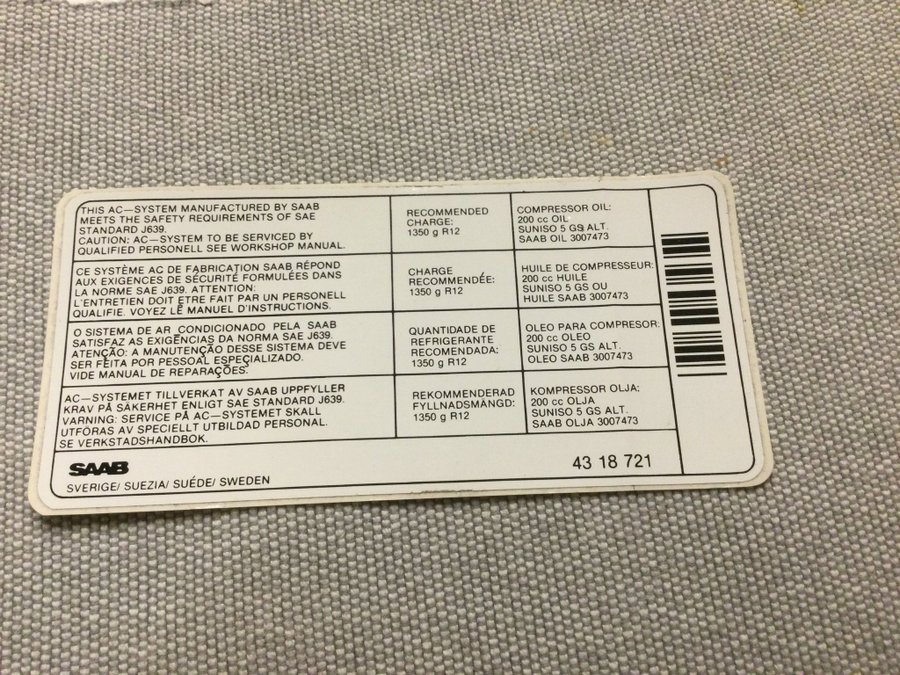 THIS AC—SYSTEM MANUFACTURED BY SAAB
MEETS THE SAFETY REQUIREMENTS OF SAE
STANDARD J639.
CAUTION: AC—SYSTEM TO BE SERVICED BY
QUALIFIED PERSONELL SEE WORKSHOP MANUAL.
RECOMMENDED
CHARGE:
1350 g R12
COMPRESSOR OIL:
200 cc OIL
SUNISO 5 GS ALT.
SAAB OIL 3007473
CE SYSTÈME AC DE FABRICATION SAAB RÉPOND
AUX EXIGENCES DE SÉCURITÉ FORMULÉES DANS
LA NORME SAE J639. ATTENTION:
L'ENTRETIEN DOIT ETRE FAIT PAR UN PERSONELL
QUALIFIE. VOYEZ LE MANUEL D'INSTRUCTIONS.
CHARGE
RECOMMENDÉE:
1350 g R12
HUILE DE COMPRESSEUR:
200 cc HUILE
SUNISO 5 GS OU
HUILE SAAB 3007473
O SISTEMA DE AR CONDICIONADO PELA SAAB
SATISFAZ AS EXIGÊNCIAS DA NORMA SAE J639.
ATENÇÃO: A MANUTENÇÃO DESSE SISTEMA DEVE
SER FEITA POR PESSOAL ESPECIALIZADO.
VIDE MANUAL DE REPARAÇÕES.
QUANTIDADE DE
REFRIGERANTE
RECOMENDADA:
1350 g R12
OLEO PARA COMPRESOR:
200 cc OLEO
SUNISO 5 GS ALT.
OLEO SAAB 3007473
AC—SYSTEMET TILLVERKAT AV SAAB UPPFYLLER
KRAV PÅ SÄKERHET ENLIGT SAE STANDARD J639.
VARNING: SERVICE PÅ AC—SYSTEMET SKALL
UTFÖRAS AV SPECIELLT UTBILDAD PERSONAL.
SE VERKSTADSHANDBOK.
REKOMMENDERAD
FYLLNADSMÄNGD:
1350 g R12
KOMPRESSOR OLJA:
200 cc OLJA
SUNISO 5 GS ALT.
SAAB OLJA 3007473
SAAB
SVERIGE/ SUEZIA/ SUÉDE/ SWEDEN
43 18 721